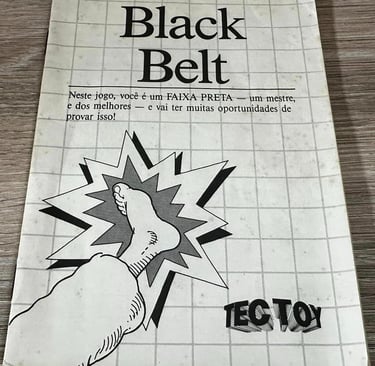 Black
Belt
Neste jogo, você é um FAIXA PRETA — um mestre,
e dos melhores — e vai ter muitas oportunidades de
provar isso!
TEC TOY